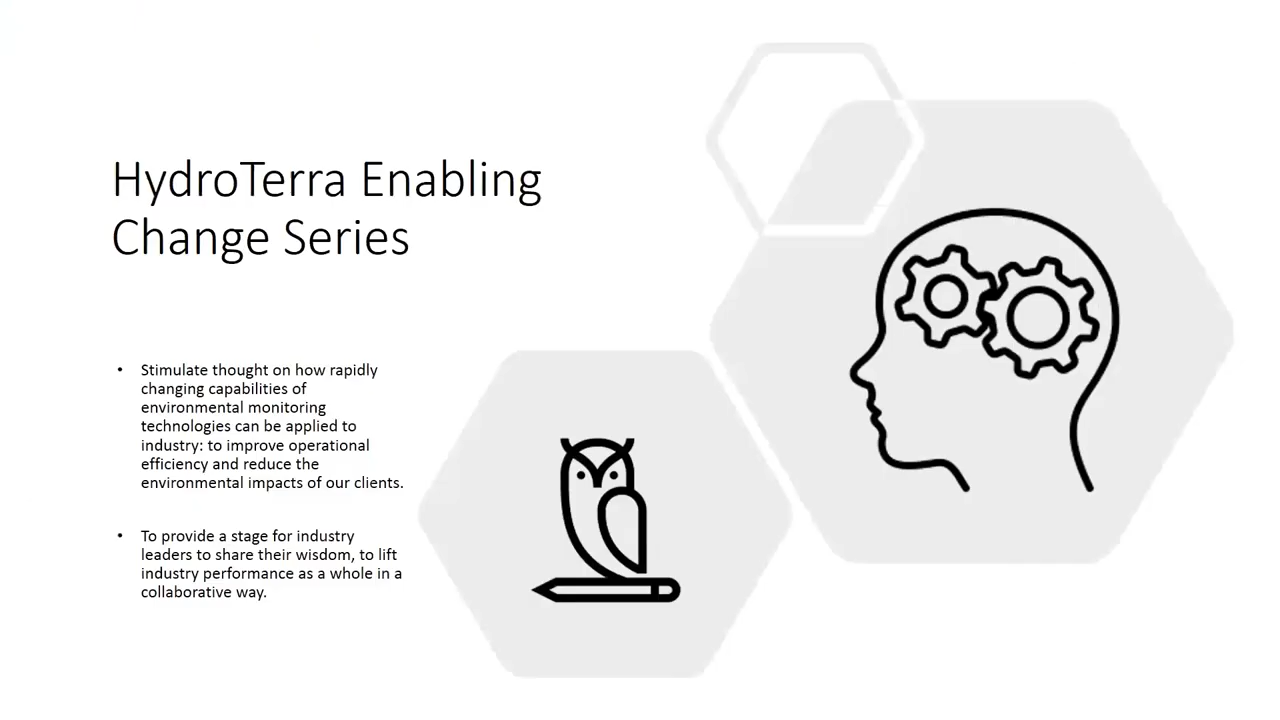 HydroTerra Enabling
Change Series
• Stimulate thought on how rapidly
changing capabilities of
environmental monitoring
technologies can be applied to
industry: to improve operational
efficiency and reduce the
environmental impacts of our clients.
• To provide a stage for industry
leaders to share their wisdom, to lift
industry performance as a whole in a
collaborative way.